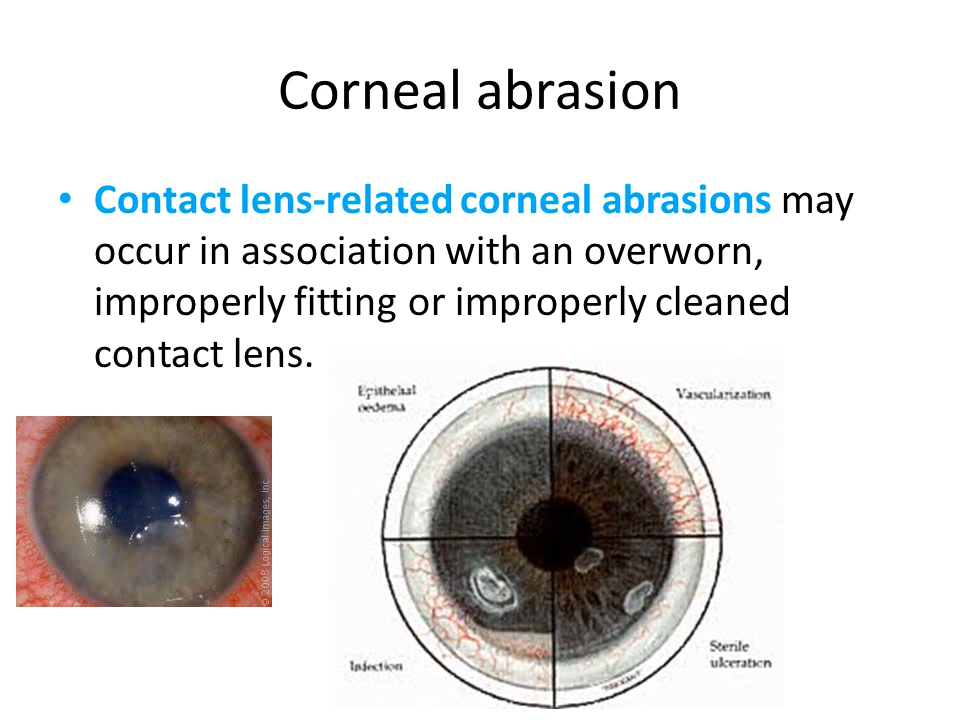 Corneal abrasion
• Contact lens-related corneal abrasions may
occur in association with an overworn,
improperly fitting or improperly cleaned
contact lens.
Epithelial
oedema
Vascularization
© 2008 Logical Images, Inc.
Infection
Sterile
ulceration